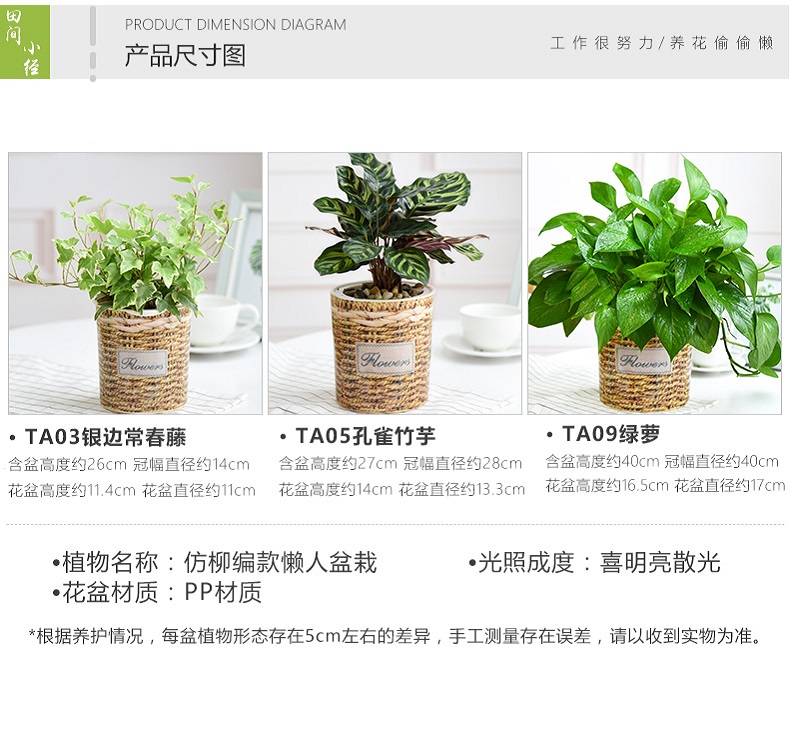 田间小径
PRODUCT DIMENSION DIAGRAM
产品尺寸图
工作很努力/养花偷偷懒
Flowers
Flowers
Flowers
• TA03银边常春藤
含盆高度约26cm 冠幅直径约14cm
花盆高度约11.4cm 花盆直径约11cm
• TA05孔雀竹芋
含盆高度约27cm 冠幅直径约28cm
花盆高度约14cm 花盆直径约13.3cm
• TA09绿萝
含盆高度约40cm 冠幅直径约40cm
花盆高度约16.5cm 花盆直径约17cm
•植物名称：仿柳编款懒人盆栽
•光照成度：喜明亮散光
•花盆材质：PP材质
*根据养护情况，每盆植物形态存在5cm左右的差异，手工测量存在误差，请以收到实物为准。